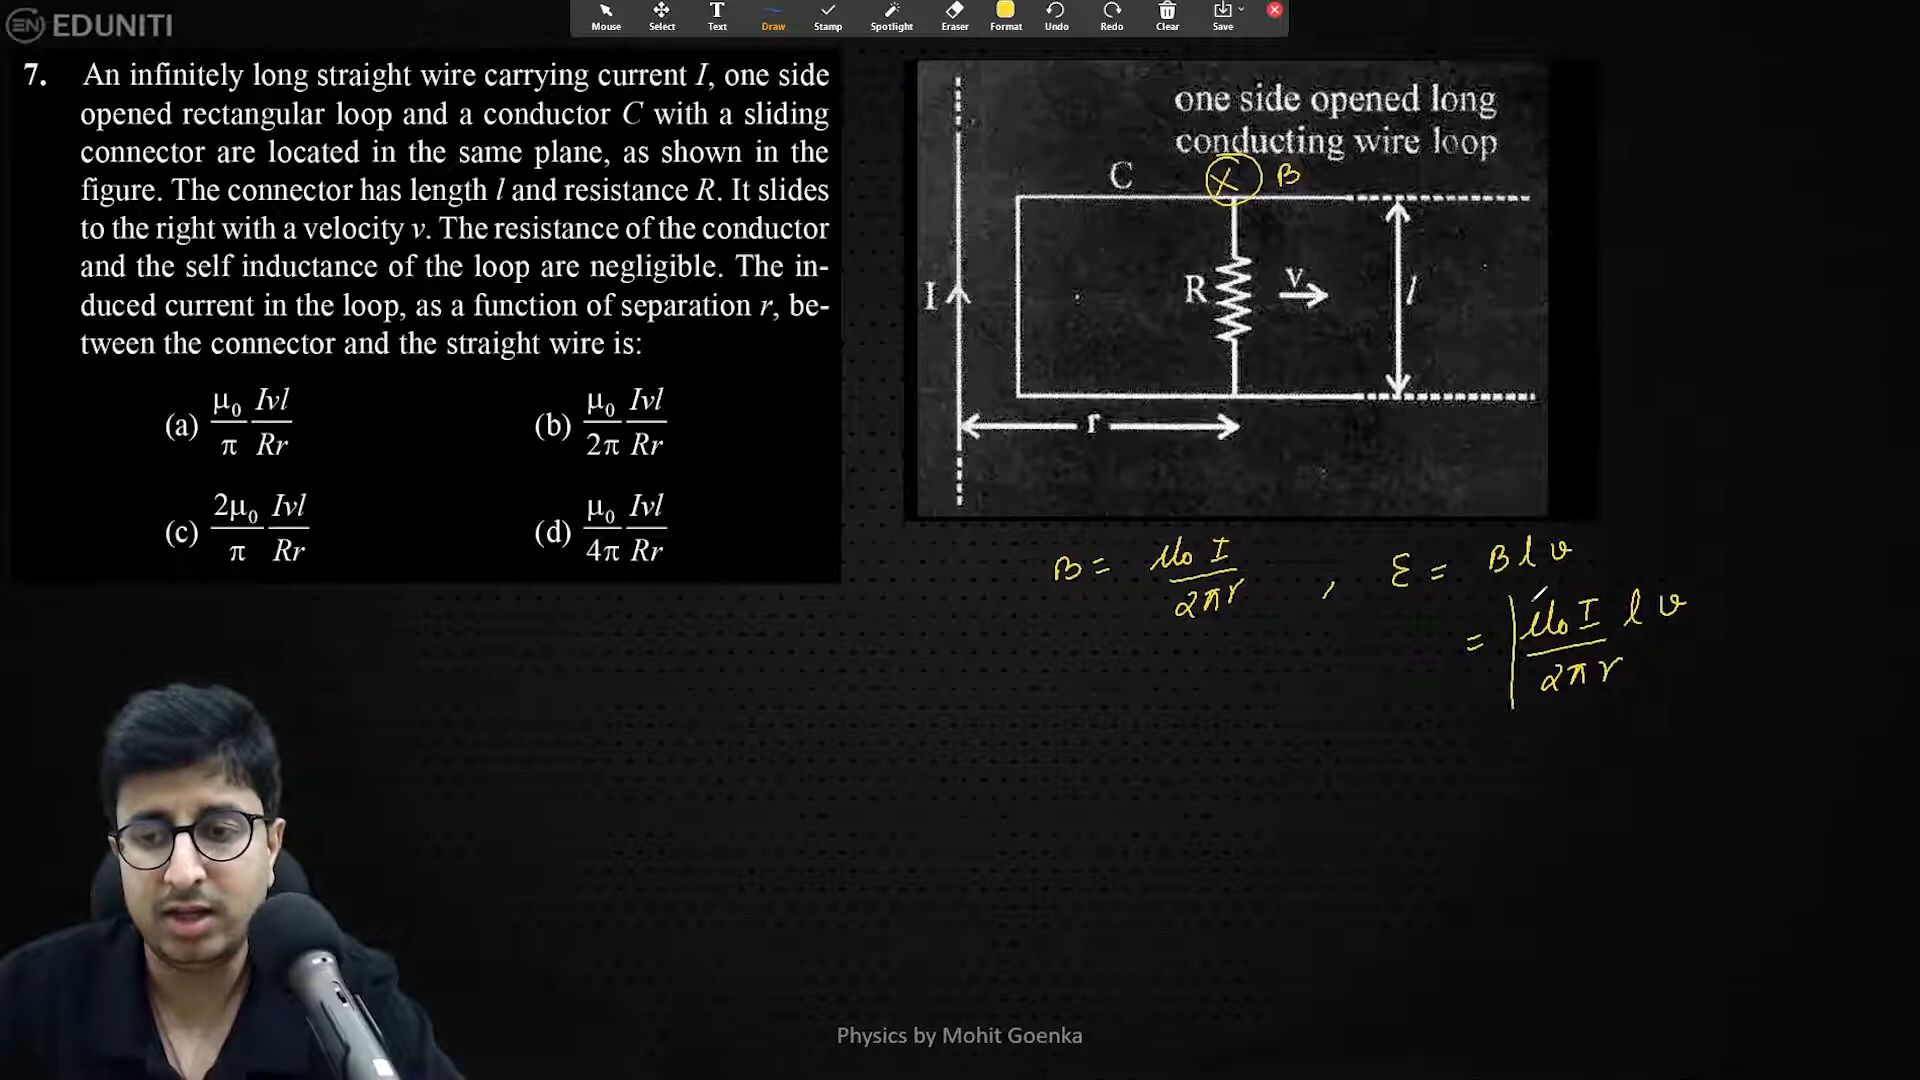 EN EDUNITI
Mouse Select Text Draw Stamp Spotlight Eraser Format Undo Redo Clear Save
7. An infinitely long straight wire carrying current I, one side
opened rectangular loop and a conductor C with a sliding
connector are located in the same plane, as shown in the
figure. The connector has length l and resistance R. It slides
to the right with a velocity v. The resistance of the conductor
and the self inductance of the loop are negligible. The in-
duced current in the loop, as a function of separation r, be-
tween the connector and the straight wire is:
(a) μ₀/π Ivl/Rr (b) μ₀/2π Ivl/Rr
(c) 2μ₀/π Ivl/Rr (d) μ₀/4π Ivl/Rr
one side opened long
conducting wire loop
C X B
I R v l
r
B = μ₀ I / 2πr , ε = B l v
= μ₀ I / 2πr l v
Physics by Mohit Goenka